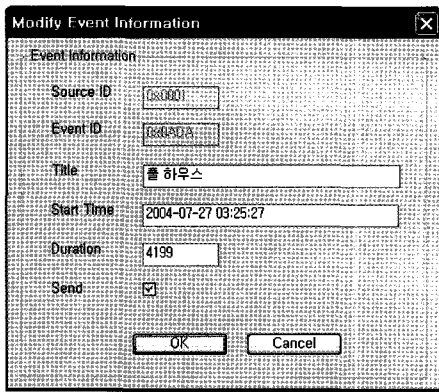 Modify Event Information
Event Information
Source ID 0x0001
Event ID 0x0ADA
Title 풀 하우스
Start Time 2004-07-27 03:25:27
Duration 4199
Send
OK Cancel